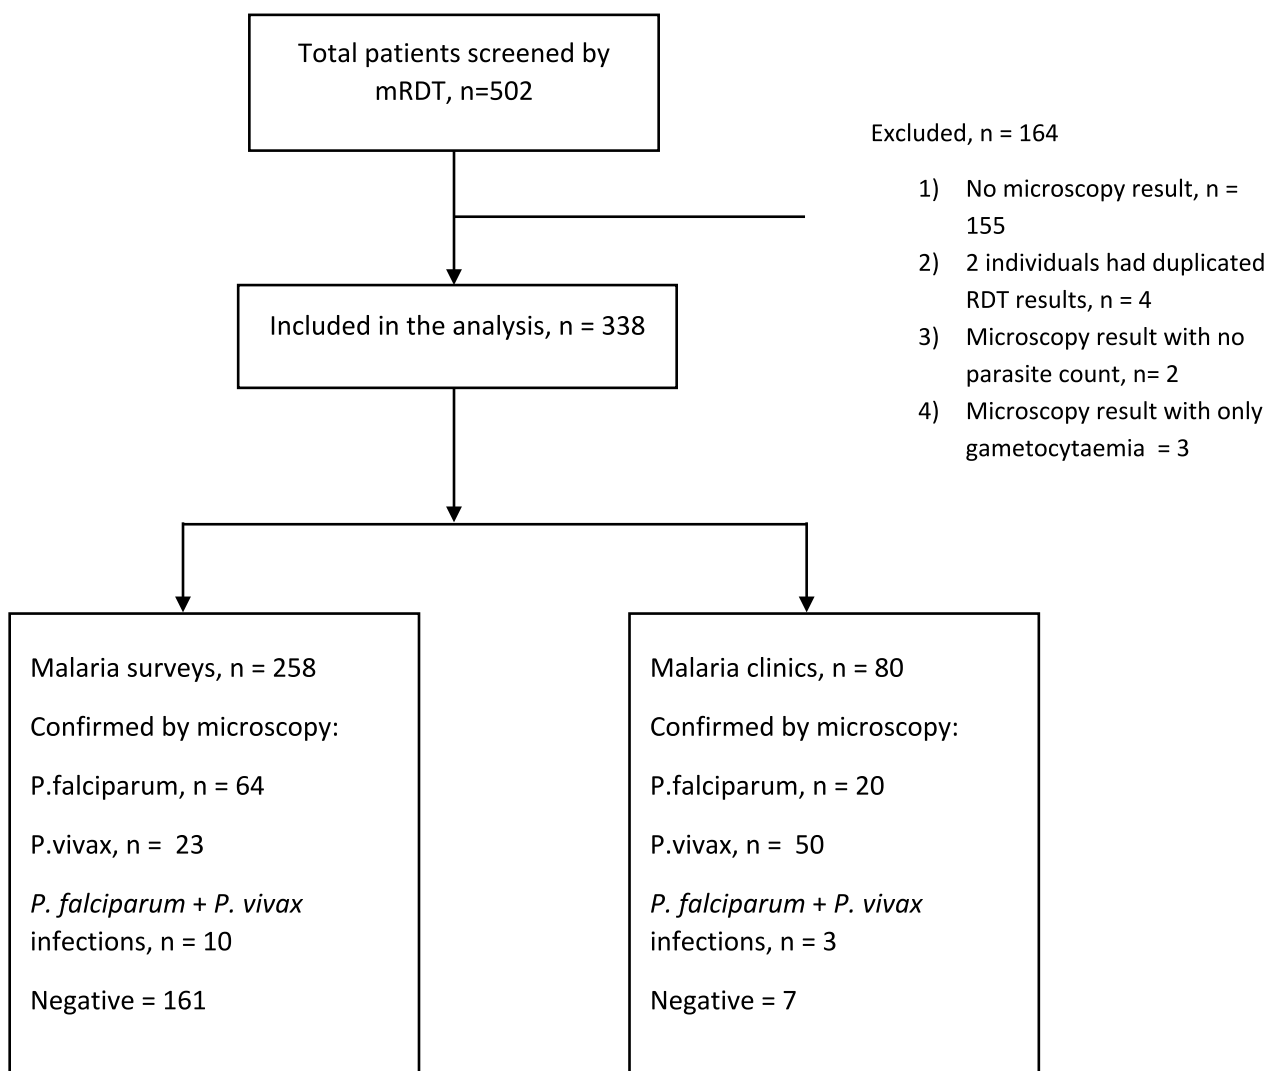 Total patients screened by
mRDT, n=502
Excluded, n = 164
1) No microscopy result, n =
155
2) 2 individuals had duplicated
RDT results, n = 4
3) Microscopy result with no
parasite count, n= 2
4) Microscopy result with only
gametocytaemia = 3
Included in the analysis, n = 338
Malaria surveys, n = 258
Confirmed by microscopy:
P.falciparum, n = 64
P.vivax, n = 23
P. falciparum + P. vivax
infections, n = 10
Negative = 161
Malaria clinics, n = 80
Confirmed by microscopy:
P.falciparum, n = 20
P.vivax, n = 50
P. falciparum + P. vivax
infections, n = 3
Negative = 7